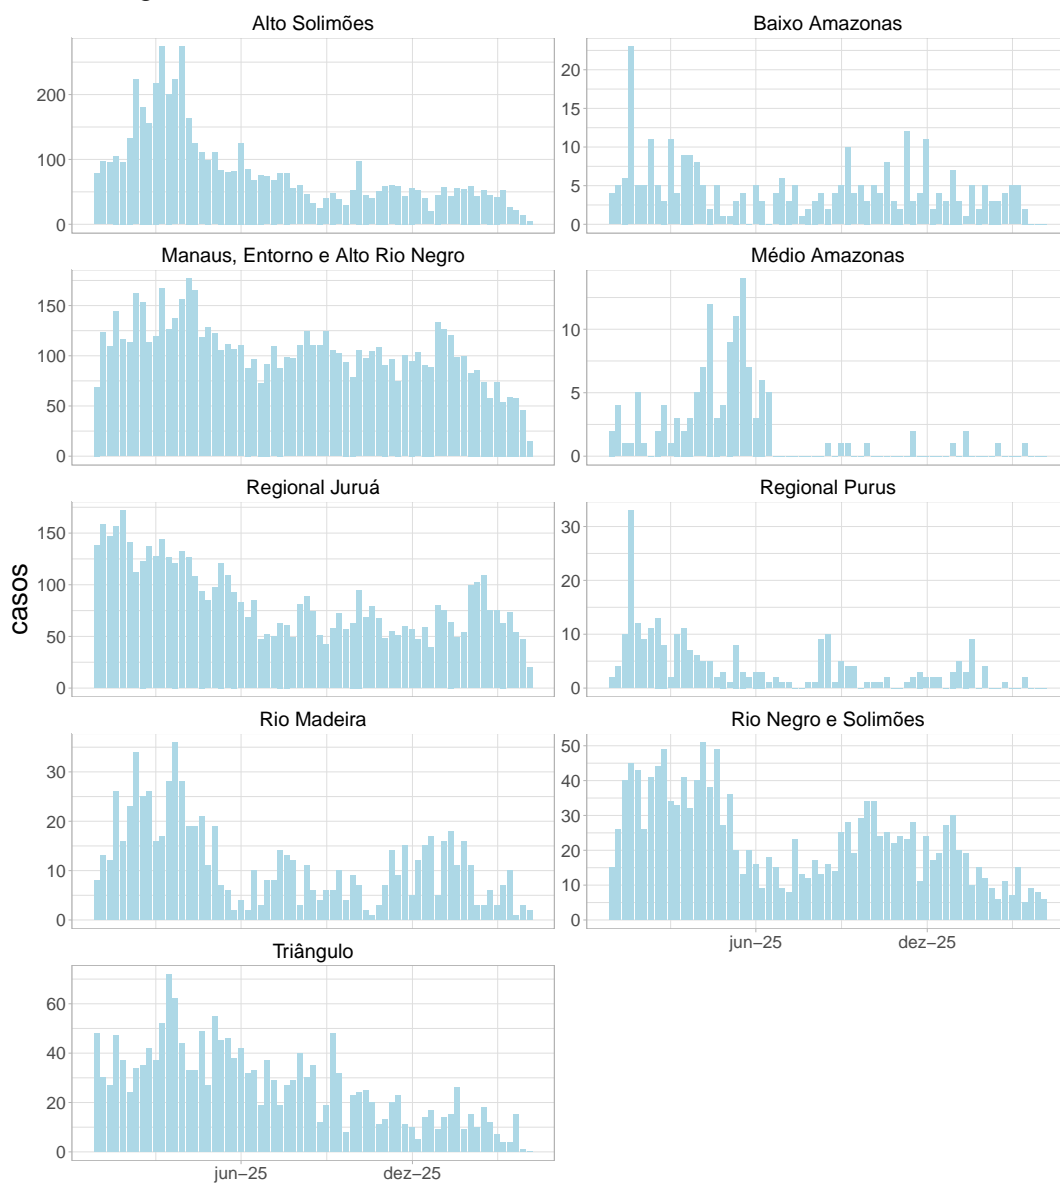 Alto Solimões
Baixo Amazonas
200
100
0
20
15
10
5
0
Manaus, Entorno e Alto Rio Negro
Médio Amazonas
150
100
50
0
10
5
0
Regional Juruá
Regional Purus
150
100
50
0
30
20
10
0
casos
Rio Madeira
Rio Negro e Solimões
30
20
10
0
50
40
30
20
10
0
jun–25
dez–25
Triângulo
60
40
20
0
jun–25
dez–25